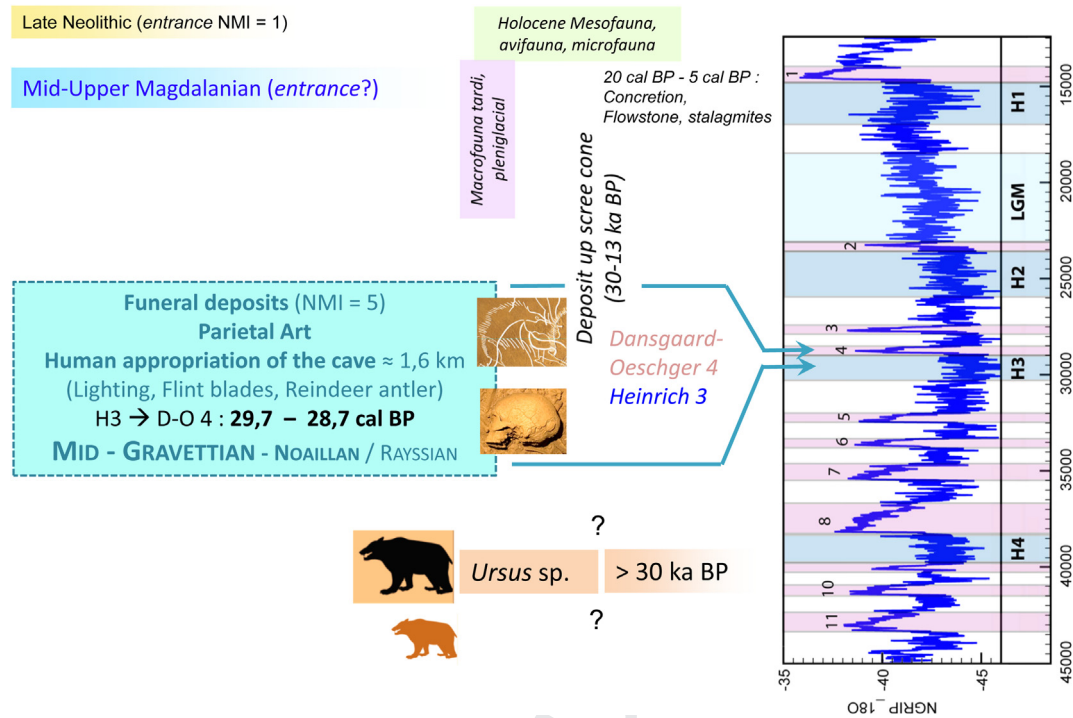 Late Neolithic (entrance NMI = 1)
Mid-Upper Magdalanian (entrance?)
Holocene Mesofauna,
avifauna, microfauna
Macrofauna tardi,
pleniglacial
20 cal BP - 5 cal BP :
Concretion,
Flowstone, stalagmites
Deposit up scree cone
(30-13 ka BP)
Funeral deposits (NMI = 5)
Parietal Art
Human appropriation of the cave ≈ 1,6 km
(Lighting, Flint blades, Reindeer antler)
H3 → D-O 4 : 29,7 – 28,7 cal BP
MID - GRAVETTIAN - NOAILLAN / RAYSSIAN
Dansgaard-
Oeschger 4
Heinrich 3
?
Ursus sp.
> 30 ka BP
?
-35
-40
-45
NGRIP_18O
1
2
3
4
5
6
7
8
10
11
H1
LGM
H2
H3
H4
15000
20000
25000
30000
35000
40000
45000